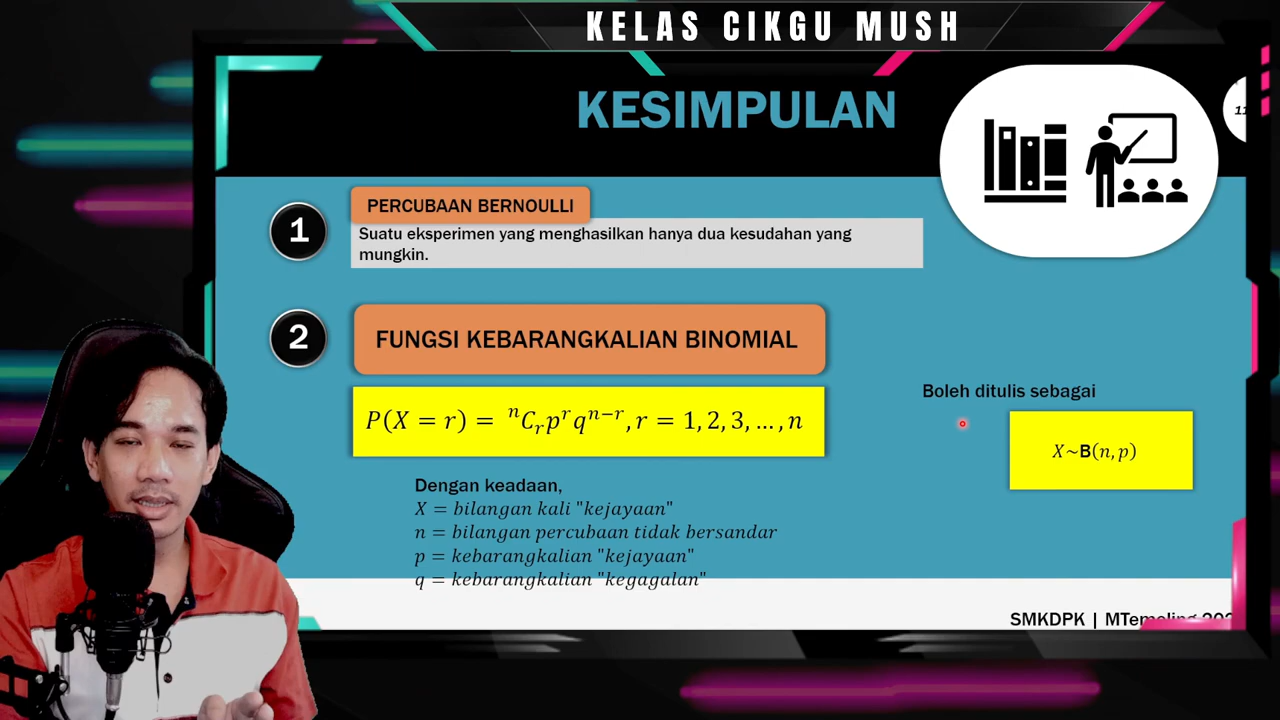 KELAS CIKGU MUSH
KESIMPULAN
11
1
PERCUBAAN BERNOULLI
Suatu eksperimen yang menghasilkan hanya dua kesudahan yang
mungkin.
2
FUNGSI KEBARANGKALIAN BINOMIAL
P(X = r) = ⁿCᵣpʳqⁿ⁻ʳ, r = 1, 2, 3, ..., n
Boleh ditulis sebagai
X~B(n, p)
Dengan keadaan,
X = bilangan kali "kejayaan"
n = bilangan percubaan tidak bersandar
p = kebarangkalian "kejayaan"
q = kebarangkalian "kegagalan"
SMKDPK | MTemeling